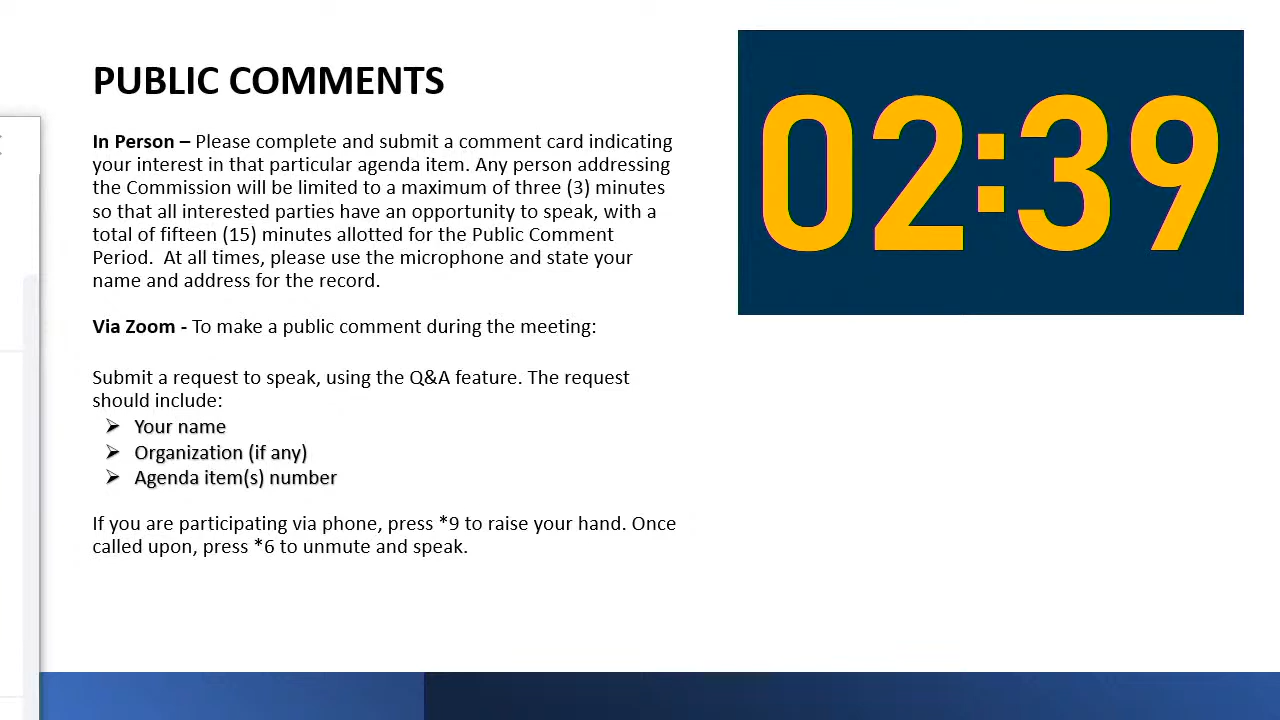 PUBLIC COMMENTS
In Person – Please complete and submit a comment card indicating
your interest in that particular agenda item. Any person addressing
the Commission will be limited to a maximum of three (3) minutes
so that all interested parties have an opportunity to speak, with a
total of fifteen (15) minutes allotted for the Public Comment
Period.  At all times, please use the microphone and state your
name and address for the record.
Via Zoom - To make a public comment during the meeting:
Submit a request to speak, using the Q&A feature. The request
should include:
➢ Your name
➢ Organization (if any)
➢ Agenda item(s) number
If you are participating via phone, press *9 to raise your hand. Once
called upon, press *6 to unmute and speak.
02:39